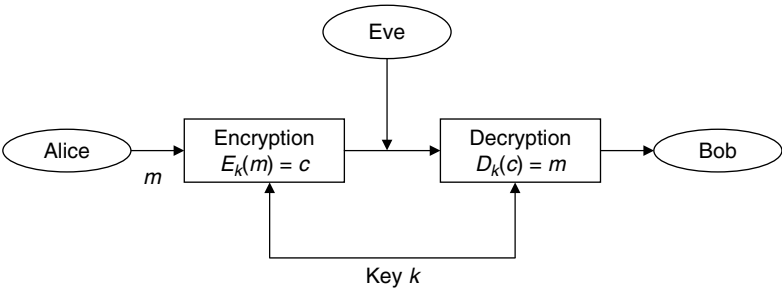 Eve
Alice
m
Encryption
E_k(m) = c
Decryption
D_k(c) = m
Bob
Key k